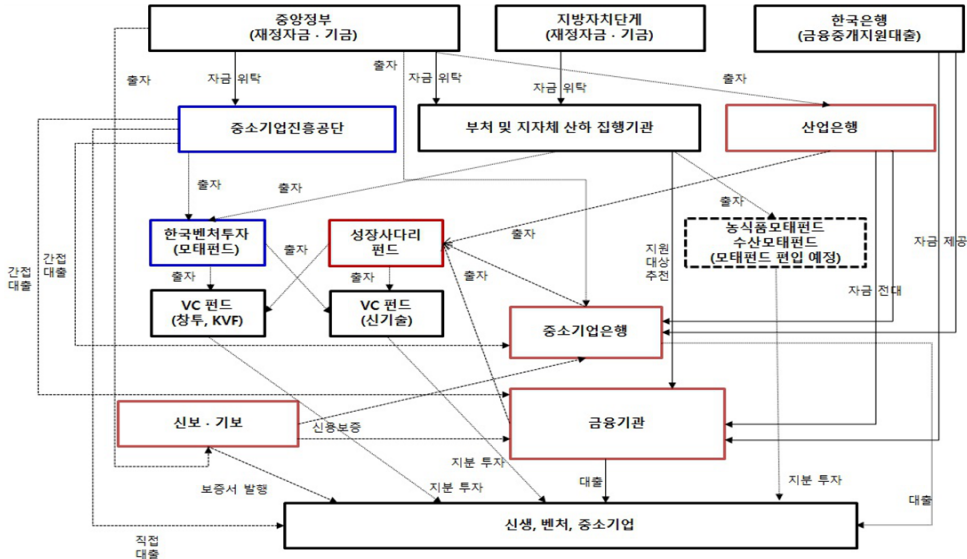 중앙정부
(재정자금 · 기금)
지방자치단게
(재정자금 · 기금)
한국은행
(금융중개지원대출)
출자
자금 위탁
출자
자금 위탁
자금 위탁
출자
중소기업진흥공단
부처 및 지자체 산하 집행기관
산업은행
출자
출자
출자
한국벤처투자
(모태펀드)
성장사다리
펀드
농식품모태펀드
수산모태펀드
(모태펀드 편입 예정)
출자
출자
지원
대상
추천
자금 제공
간접
대출
간접
대출
출자
출자
출자
자금 전대
VC 펀드
(창투, KVF)
VC 펀드
(신기술)
중소기업은행
신보 · 기보
신용보증
금융기관
보증서 발행
지분 투자
지분 투자
대출
지분 투자
대출
신생, 벤처, 중소기업
직접
대출